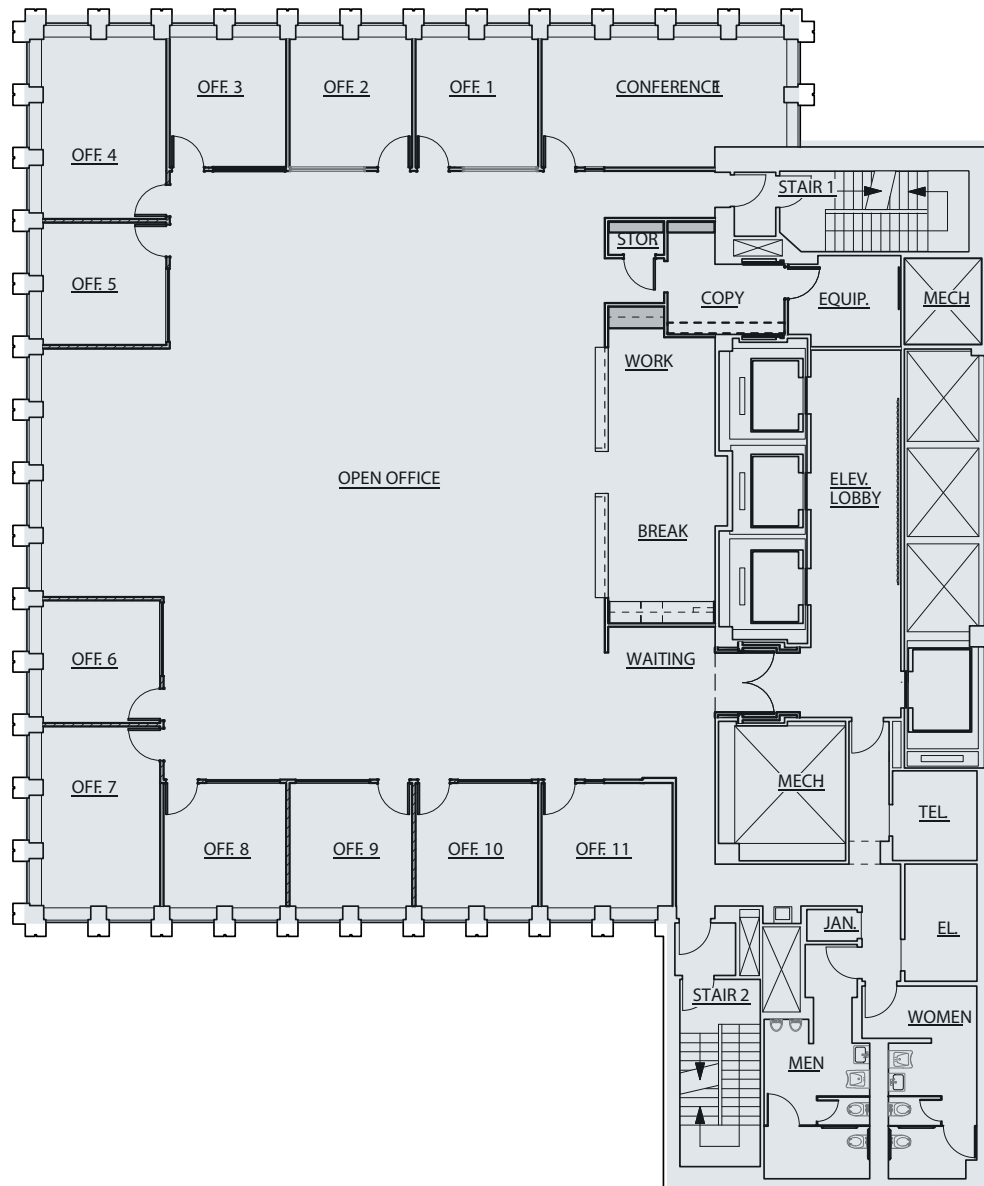 OFF. 3
OFF. 2
OFF. 1
CONFERENCE
OFF. 4
STAIR 1
STOR
OFF. 5
COPY
EQUIP.
MECH
WORK
OPEN OFFICE
ELEV.
LOBBY
BREAK
OFF. 6
WAITING
OFF. 7
MECH
TEL.
OFF. 8
OFF. 9
OFF. 10
OFF. 11
JAN.
EL.
STAIR 2
WOMEN
MEN